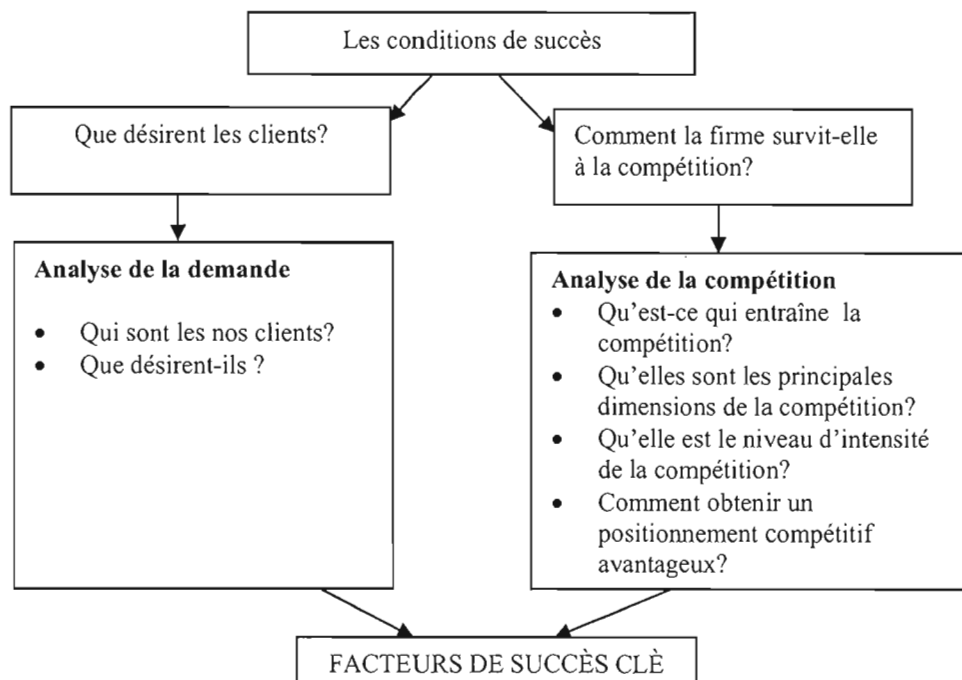 Les conditions de succès
Que désirent les clients?
Comment la firme survit-elle
à la compétition?
Analyse de la demande
• Qui sont les nos clients?
• Que désirent-ils ?
Analyse de la compétition
• Qu'est-ce qui entraîne la
compétition?
• Qu'elles sont les principales
dimensions de la compétition?
• Qu'elle est le niveau d'intensité
de la compétition?
• Comment obtenir un
positionnement compétitif
avantageux?
FACTEURS DE SUCCÈS CLÈ